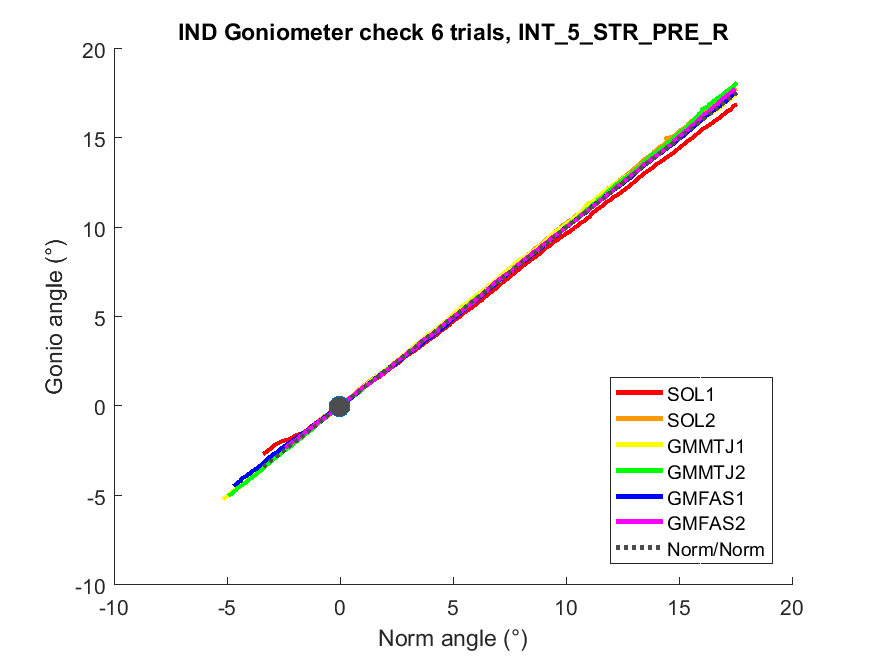 IND Goniometer check 6 trials, INT_5_STR_PRE_R
20
15
10
5
0
-5
-10
Gonio angle (°)
-10 -5 0 5 10 15 20
Norm angle (°)
SOL1
SOL2
GMMTJ1
GMMTJ2
GMFAS1
GMFAS2
Norm/Norm